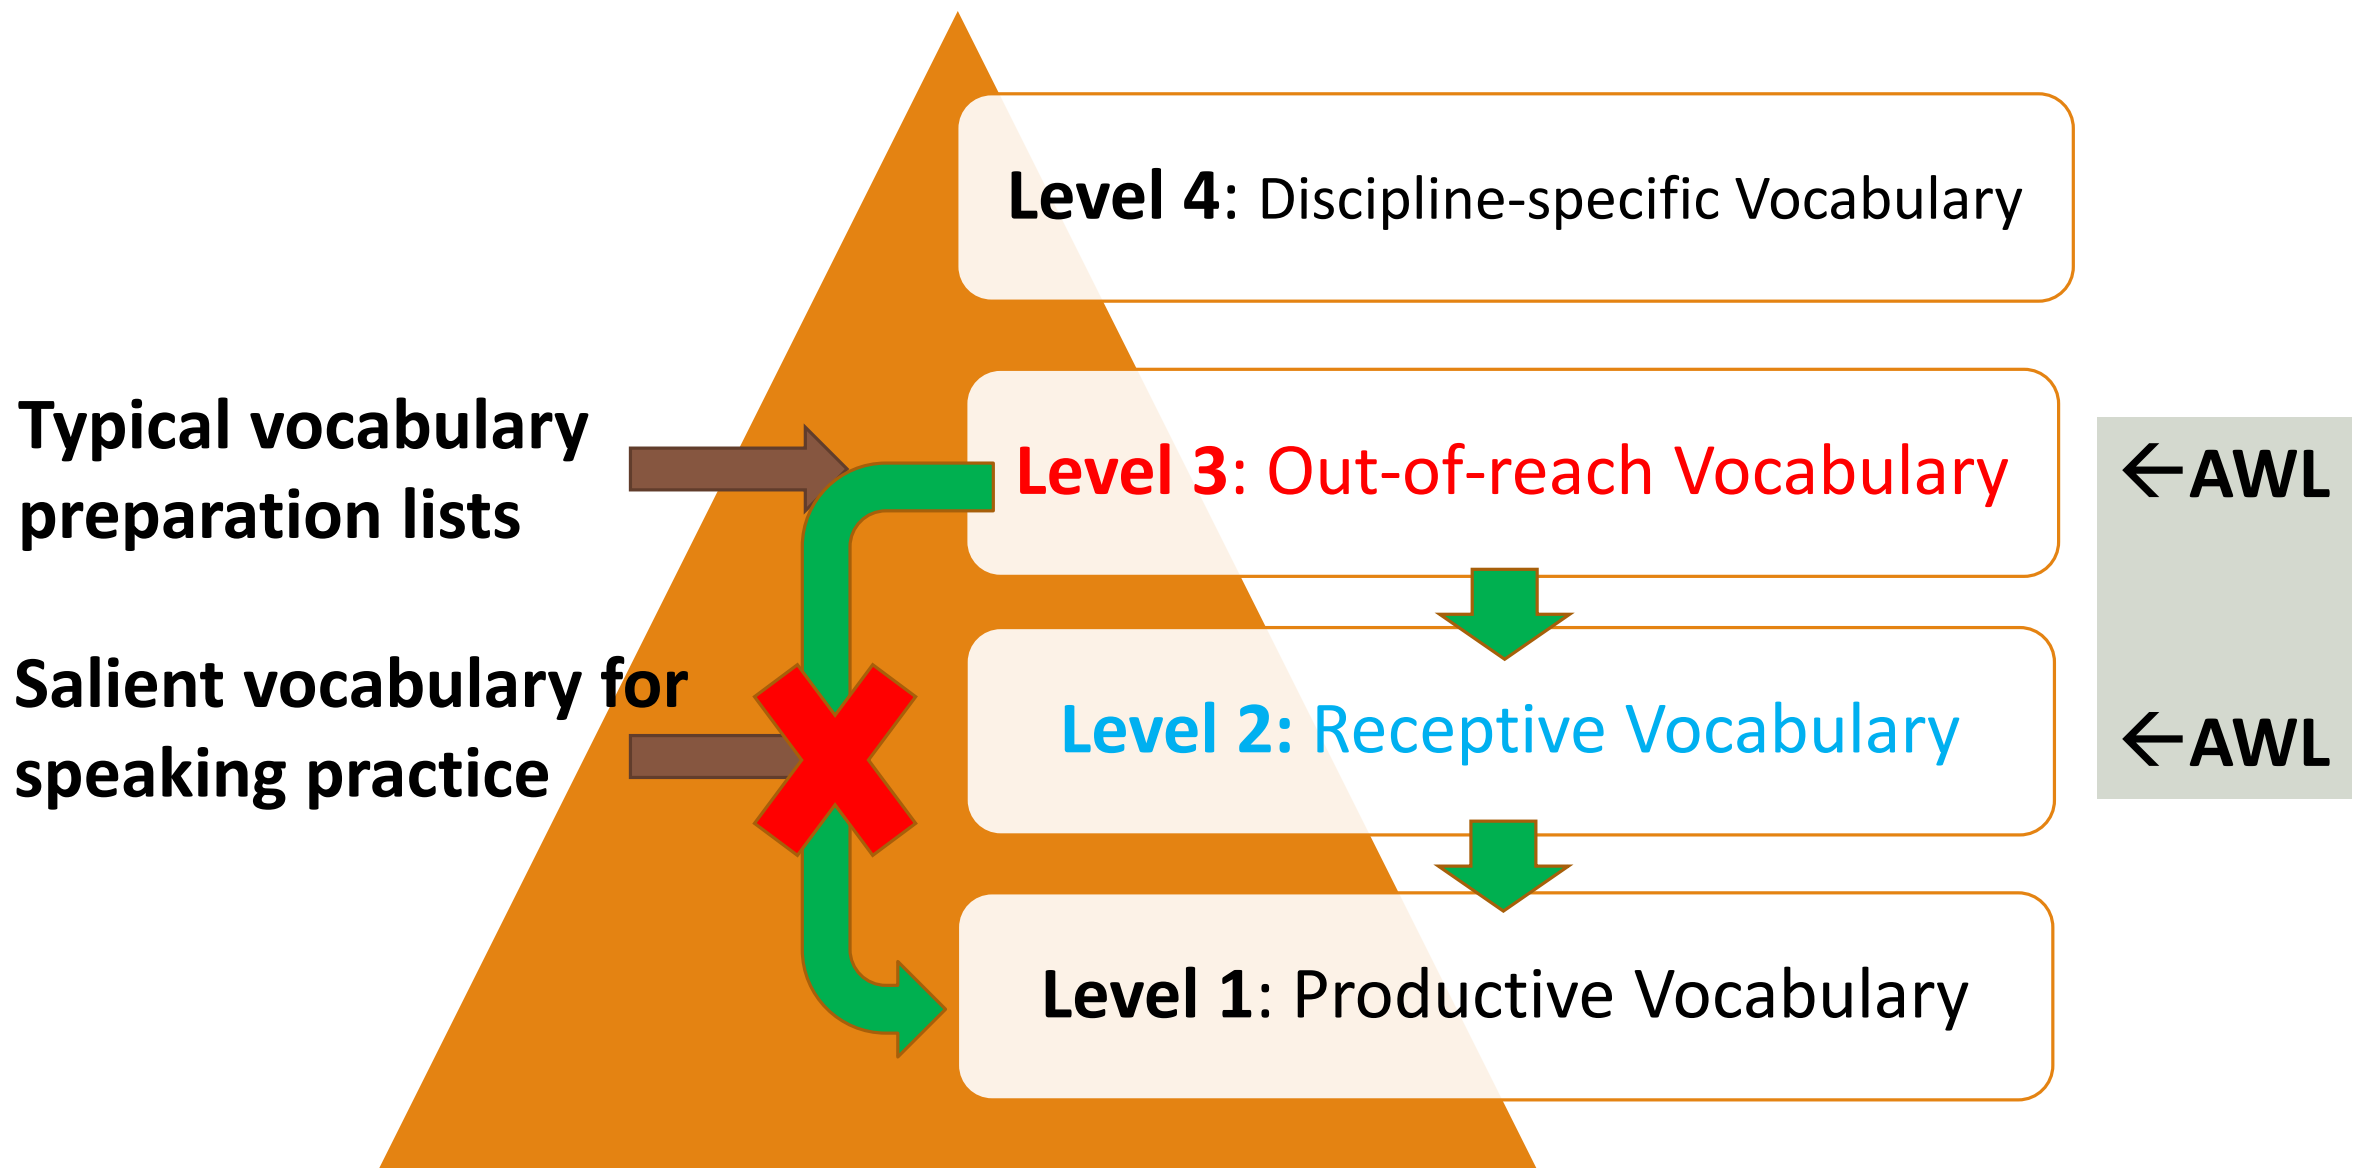 Level 4: Discipline-specific Vocabulary
Typical vocabulary
preparation lists
Level 3: Out-of-reach Vocabulary
←AWL
Salient vocabulary for
speaking practice
Level 2: Receptive Vocabulary
←AWL
Level 1: Productive Vocabulary